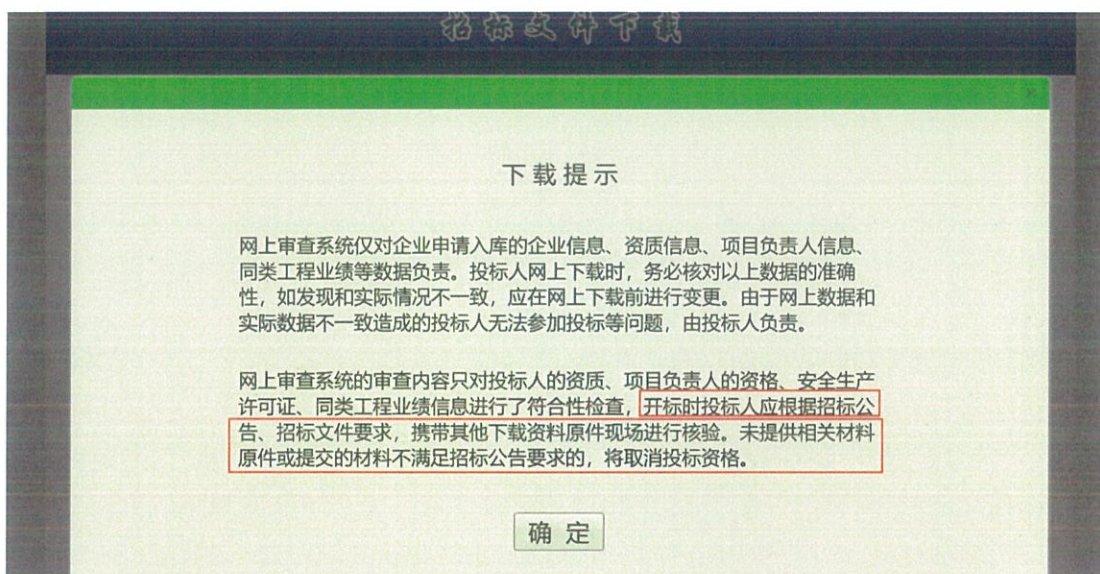 招标文件下载
下载提示
网上审查系统仅对企业申请入库的企业信息、资质信息、项目负责人信息、
同类工程业绩等数据负责。投标人网上下载时，务必核对以上数据的准确
性，如发现和实际情况不一致，应在网上下载前进行变更。由于网上数据和
实际数据不一致造成的投标人无法参加投标等问题，由投标人负责。
网上审查系统的审查内容只对投标人的资质、项目负责人的资格、安全生产
许可证、同类工程业绩信息进行了符合性检查，开标时投标人应根据招标公
告、招标文件要求，携带其他下载资料原件现场进行核验。未提供相关材料
原件或提交的材料不满足招标公告要求的，将取消投标资格。
确 定